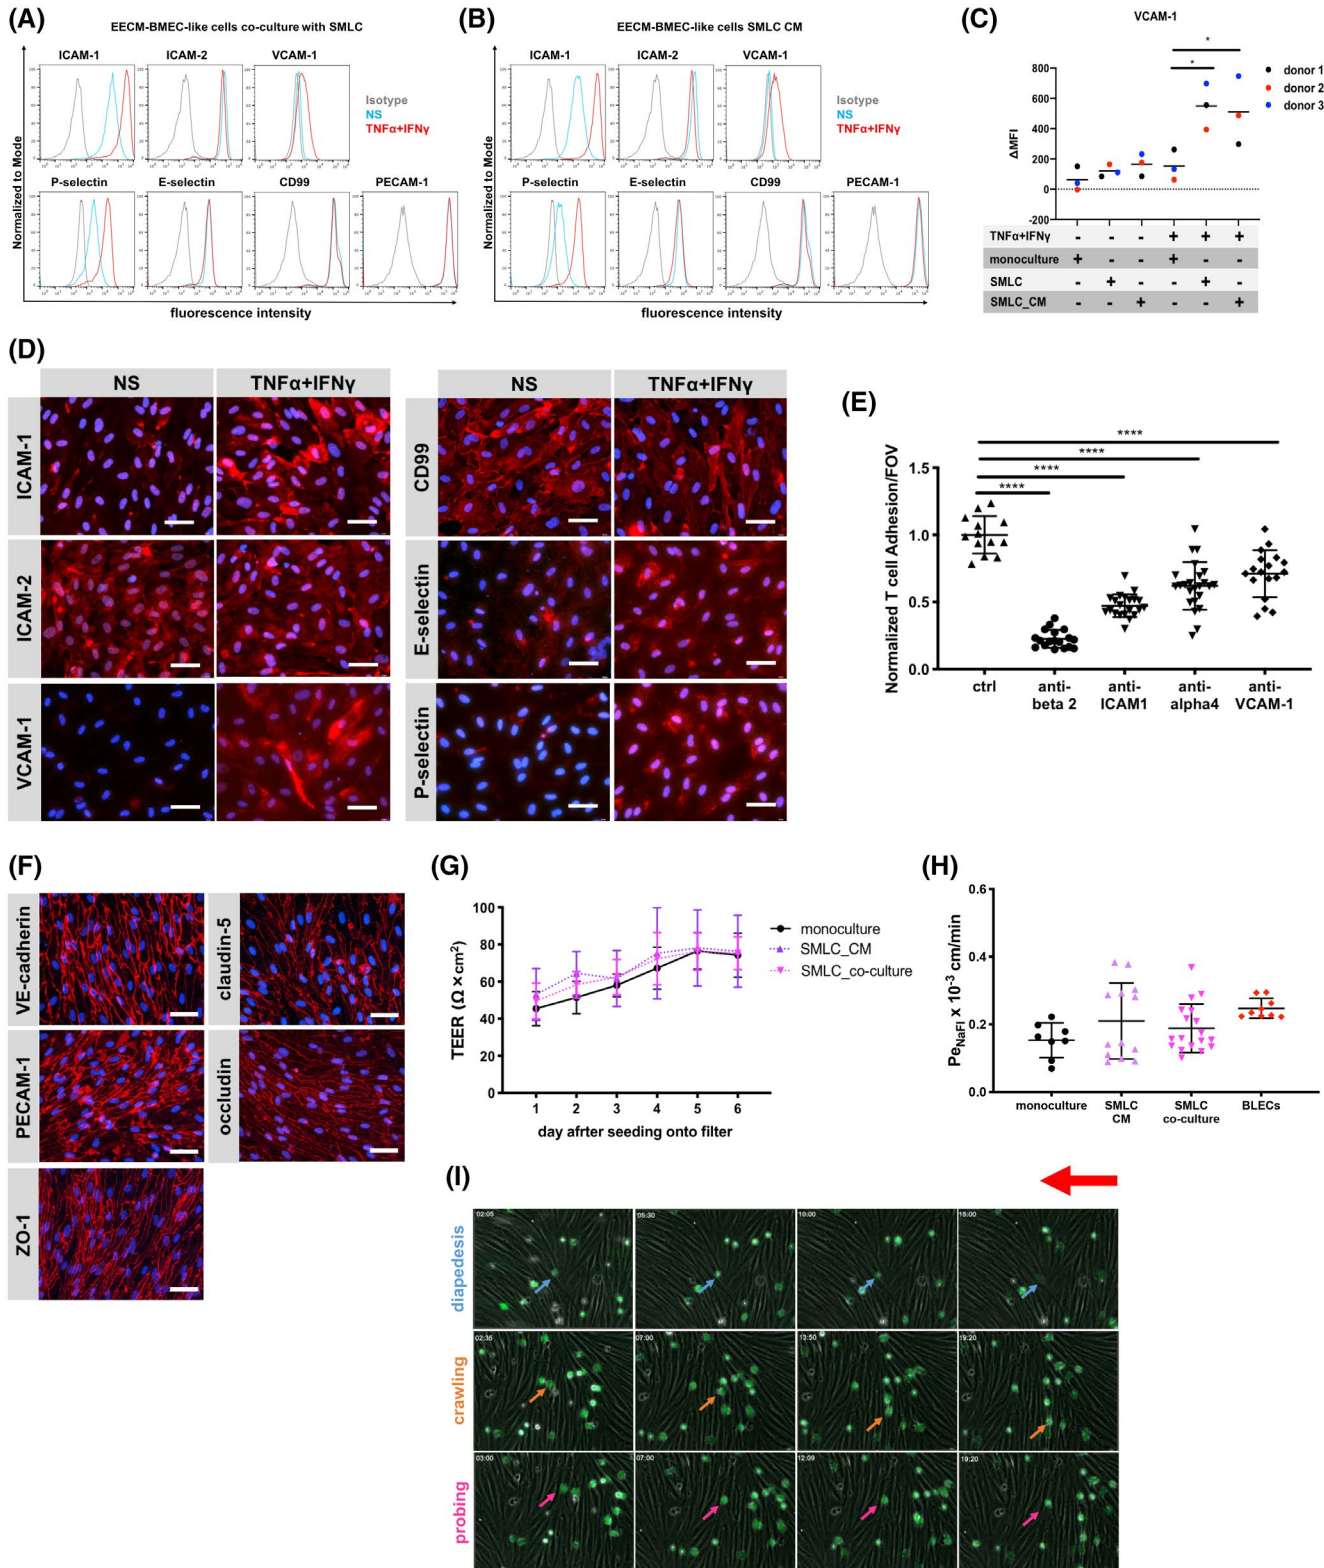 (A)
EECM-BMEC-like cells co-culture with SMLC
ICAM-1 ICAM-2 VCAM-1
Isotype
NS
TNFα+IFNγ
P-selectin E-selectin CD99 PECAM-1
Normalized to Mode
fluorescence intensity
(B)
EECM-BMEC-like cells SMLC CM
ICAM-1 ICAM-2 VCAM-1
Isotype
NS
TNFα+IFNγ
P-selectin E-selectin CD99 PECAM-1
Normalized to Mode
fluorescence intensity
(C)
VCAM-1
* 
*
donor 1
donor 2
donor 3
ΔMFI
800
600
400
200
0
-200
TNFα+IFNγ - - - + + +
monoculture + - - + - -
SMLC - + - - + -
SMLC_CM - - + - - +
(D)
NS TNFα+IFNγ
ICAM-1
ICAM-2
VCAM-1
NS TNFα+IFNγ
CD99
E-selectin
P-selectin
(E)
****
****
****
****
Normalized T cell Adhesion/FOV
1.5
1.0
0.5
0.0
ctrl anti- anti- anti- anti-
beta 2 ICAM1 alpha4 VCAM-1
(F)
VE-cadherin
claudin-5
PECAM-1
occludin
ZO-1
(G)
TEER (Ω × cm2)
100
80
60
40
20
0
1 2 3 4 5 6
day afrter seeding onto filter
monoculture
SMLC_CM
SMLC_co-culture
(H)
PeNaFl x 10-3 cm/min
0.6
0.4
0.2
0.0
monoculture SMLC SMLC BLECs
CM co-culture
(I)
diapedesis
02:05 05:30 10:00 15:00
crawling
02:35 07:00 13:50 19:20
probing
03:00 07:00 12:09 19:20